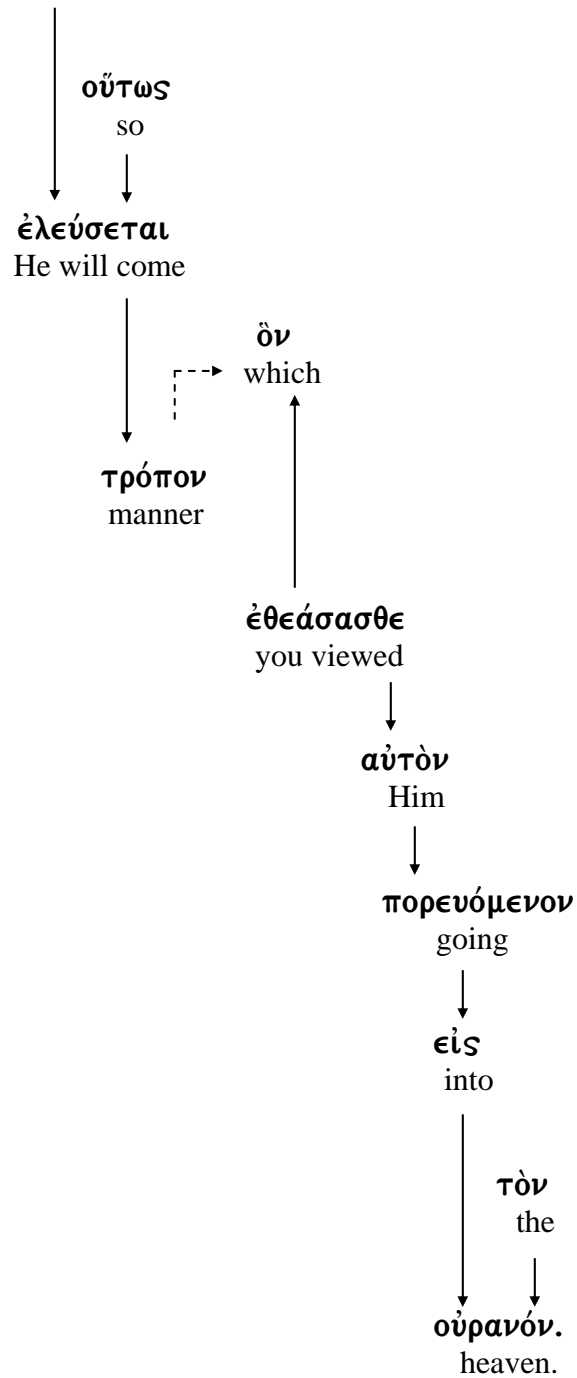 οὕτως
so
ἐλεύσεται
He will come
ὃν
which
τρόπον
manner
ἐθεάσασθε
you viewed
αὐτὸν
Him
πορευόμενον
going
εἰς
into
τὸν
the
οὐρανόν.
heaven.